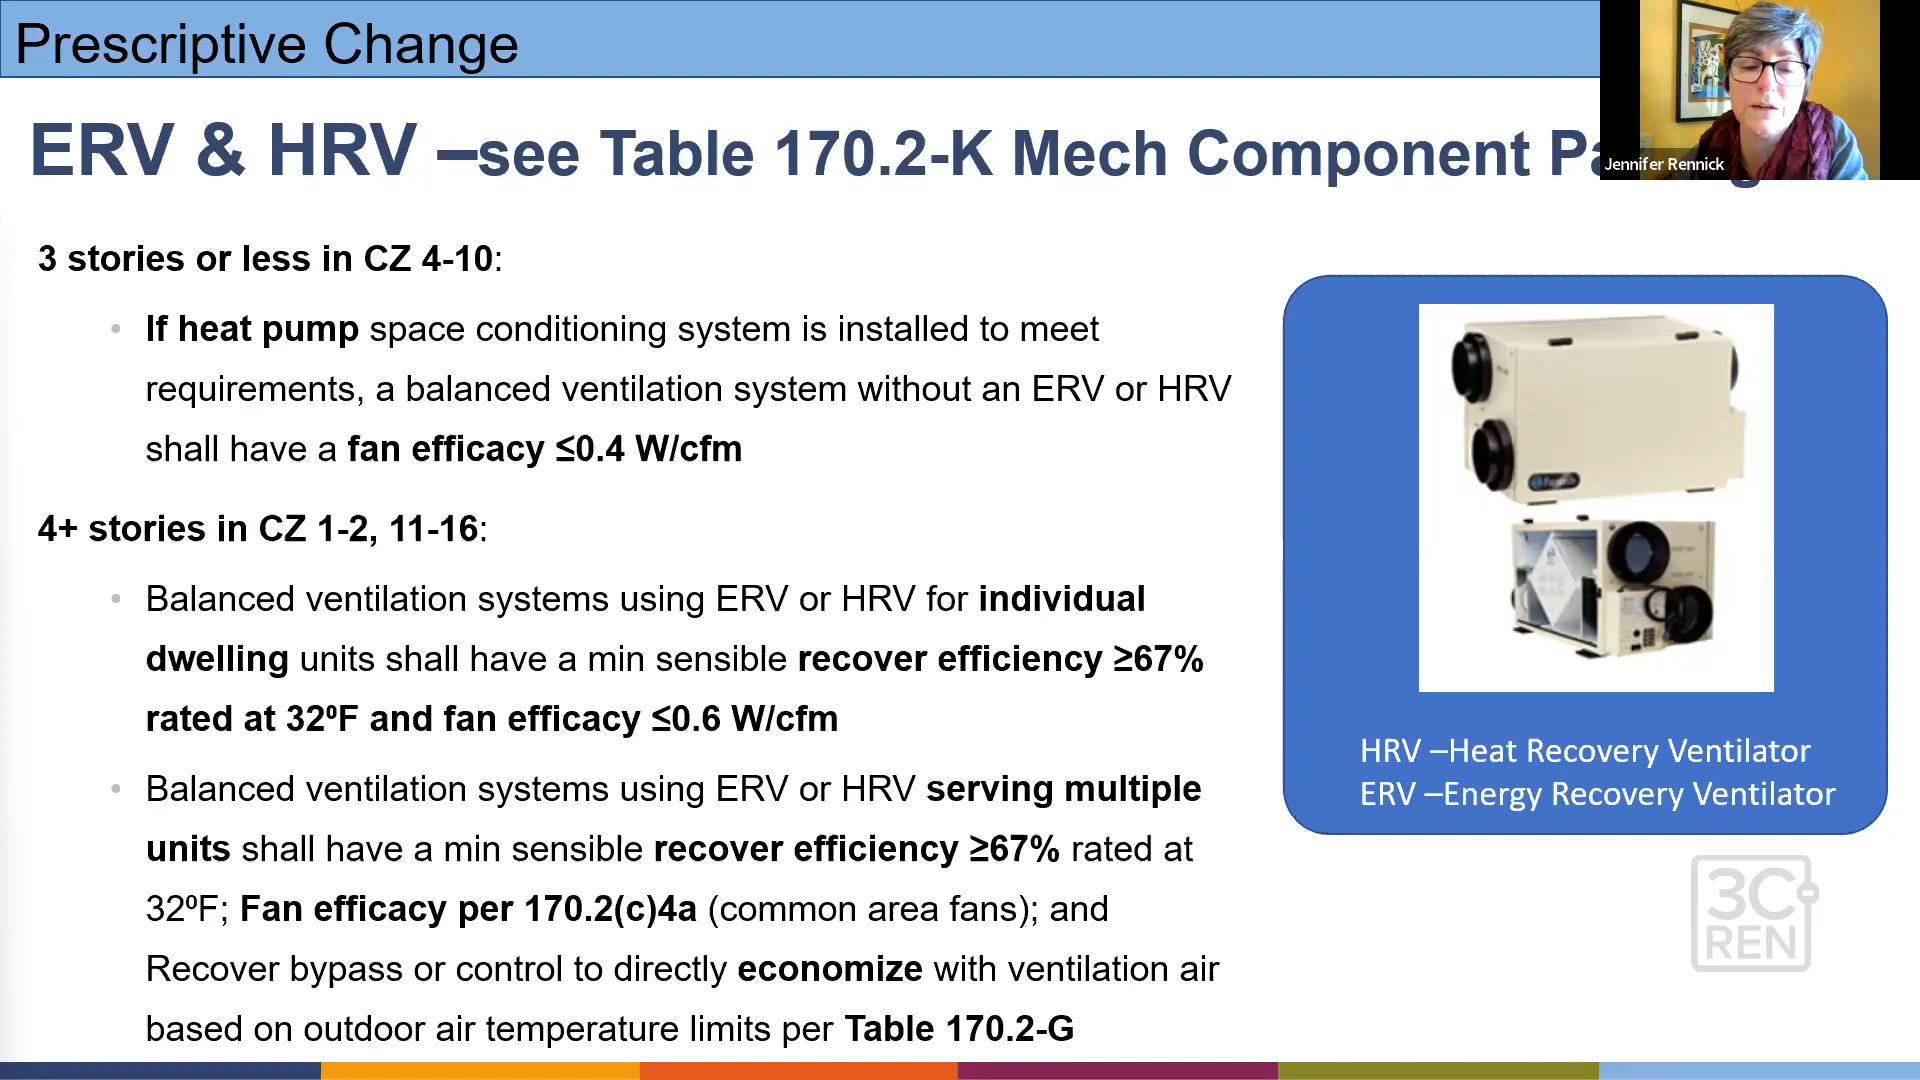 Prescriptive Change
ERV & HRV –see Table 170.2-K Mech Component
Jennifer Rennick
3 stories or less in CZ 4-10:
• If heat pump space conditioning system is installed to meet
requirements, a balanced ventilation system without an ERV or HRV
shall have a fan efficacy ≤0.4 W/cfm
4+ stories in CZ 1-2, 11-16:
• Balanced ventilation systems using ERV or HRV for individual
dwelling units shall have a min sensible recover efficiency ≥67%
rated at 32⁰F and fan efficacy ≤0.6 W/cfm
• Balanced ventilation systems using ERV or HRV serving multiple
units shall have a min sensible recover efficiency ≥67% rated at
32⁰F; Fan efficacy per 170.2(c)4a (common area fans); and
Recover bypass or control to directly economize with ventilation air
based on outdoor air temperature limits per Table 170.2-G
HRV –Heat Recovery Ventilator
ERV –Energy Recovery Ventilator
3C-
REN